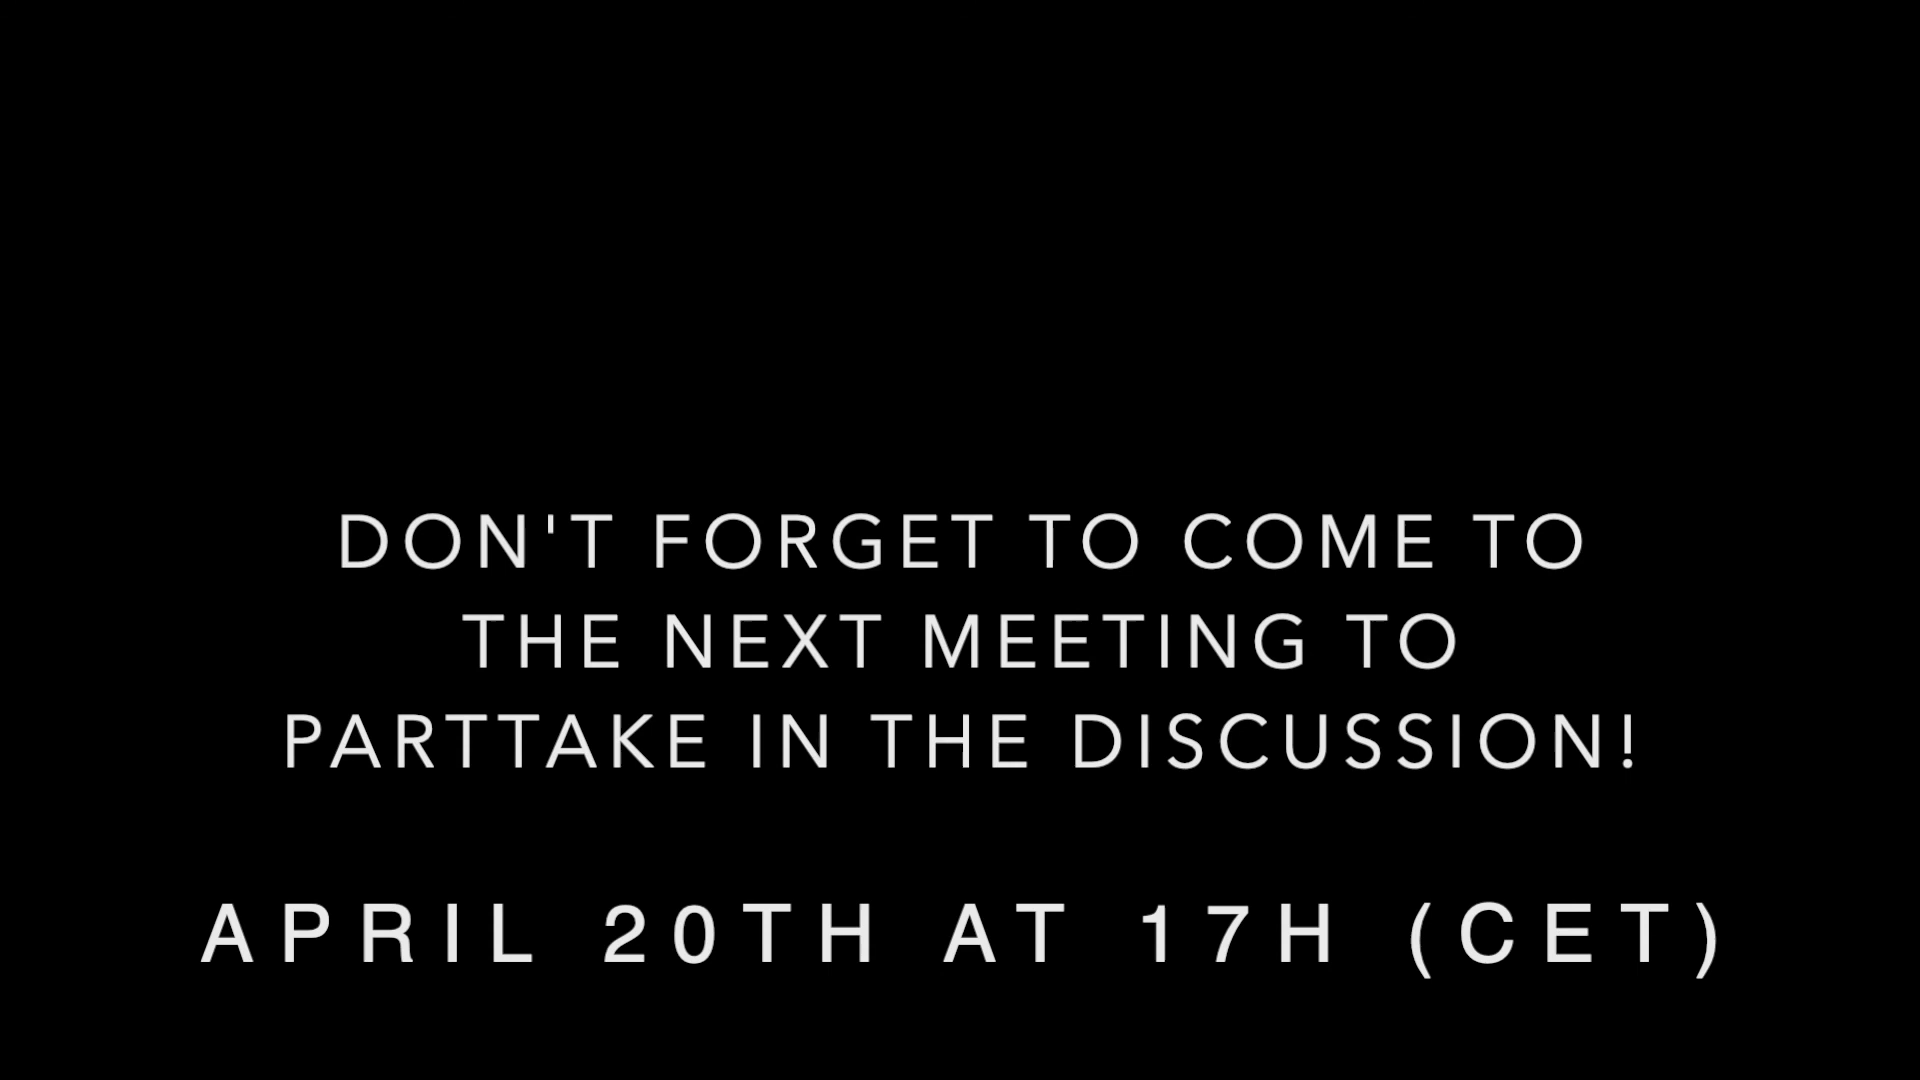 DON'T FORGET TO COME TO
THE NEXT MEETING TO
PARTTAKE IN THE DISCUSSION!
APRIL 20TH AT 17H (CET)